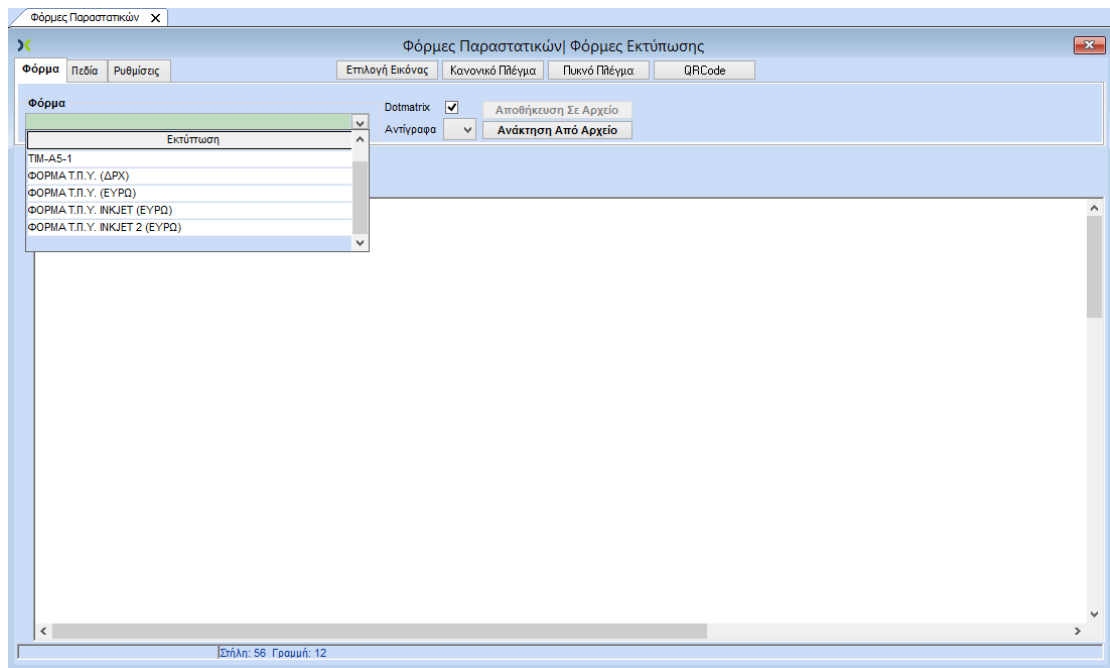 Φόρμες Παραστατικών X
Φόρμες Παραστατικών| Φόρμες Εκτύπωσης
Φόρμα Πεδία Ρυθμίσεις Επιλογή Εικόνας Κανονικό Πλέγμα Πυκνό Πλέγμα QRCode
Φόρμα
Dotmatrix Αποθήκευση Σε Αρχείο
Αντίγραφα Ανάκτηση Από Αρχείο
Εκτύπωση
ΤΙΜ-Α5-1
ΦΟΡΜΑ Τ.Π.Υ. (ΔΡΧ)
ΦΟΡΜΑ Τ.Π.Υ. (ΕΥΡΩ)
ΦΟΡΜΑ Τ.Π.Υ. INKJET (ΕΥΡΩ)
ΦΟΡΜΑ Τ.Π.Υ. INKJET 2 (ΕΥΡΩ)
Στήλη: 56 Γραμμή: 12